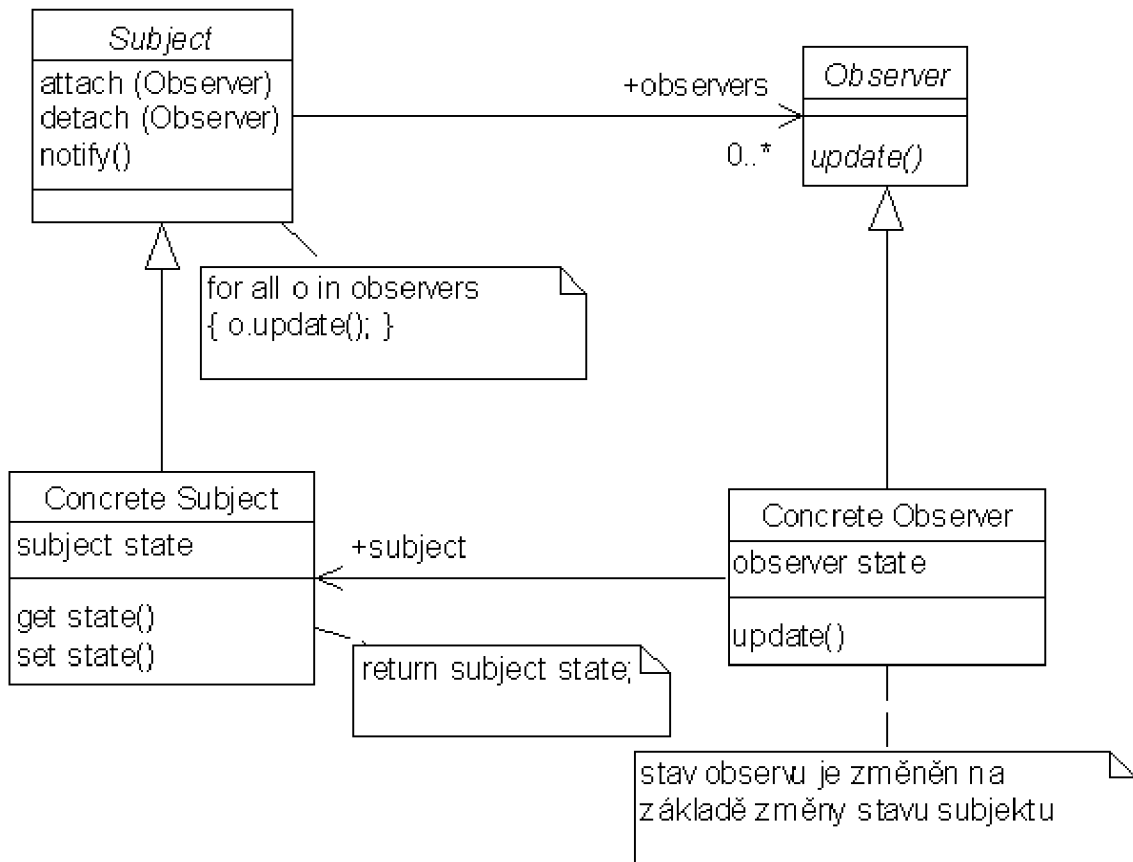 Subject
attach (Observer)
detach (Observer)
notify()
+observers
0..*
Observer
update()
for all o in observers
{ o.update(); }
Concrete Subject
subject state
get state()
set state()
+subject
return subject state;
Concrete Observer
observer state
update()
stav observu je změněn na
základě změny stavu subjektu